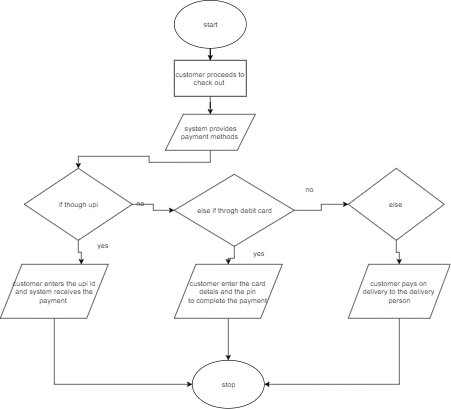 start
customer proceeds to
check out
system provides
payment methods
if though upi
no
else if throgh debit card
no
else
yes
yes
customer enters the upi id
and system receives the
payment
customer enter the card
detals and the pin
to complete the payment
customer pays on
delivery to the delivery
person
stop